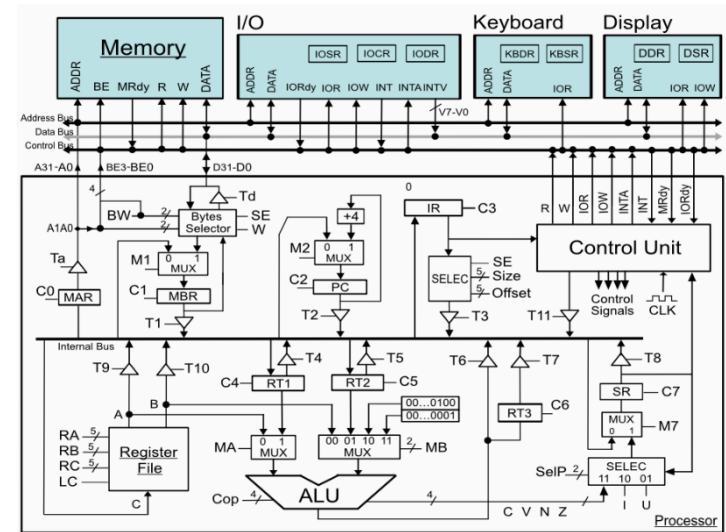 I/O Keyboard Display
Memory
IOSR IOCR IODR
KBDR KBSR
DDR DSR
ADDR BE MRdy R W DATA
ADDR DATA IORdy IOR IOW INT INTA INTV
ADDR DATA IOR
ADDR DATA IOR IOW
V7-V0
Address Bus
Data Bus
Control Bus
A31-A0 BE3-BE0 D31-D0
4
Td
BW 2 Bytes Selector SE
A1A0 2 W
R W IOR IOW INTA INT MRdy IORdy
0
IR C3
+4
Control Unit
Ta
M1 0 1 MUX
M2 0 1 MUX
SELEC SE
5 Size
5 Offset
C0 MAR
C1 MBR
C2 PC
T1 T2 T3 T11
Control Signals
CLK
Internal Bus
T9 T10 T4 T5 T6 T7 T8
C4 RT1 RT2 C5
A B
00...0100
00...0001
RT3 C6
SR C7
RA 5
RB 5
RC 5
LC
Register File
C
MA 0 1 MUX
00 01 10 11 MUX 2 MB
MUX 0 1 M7
SelP 2 SELEC
11 10 01
Cop 4 ALU 4
C V N Z
I U
Processor